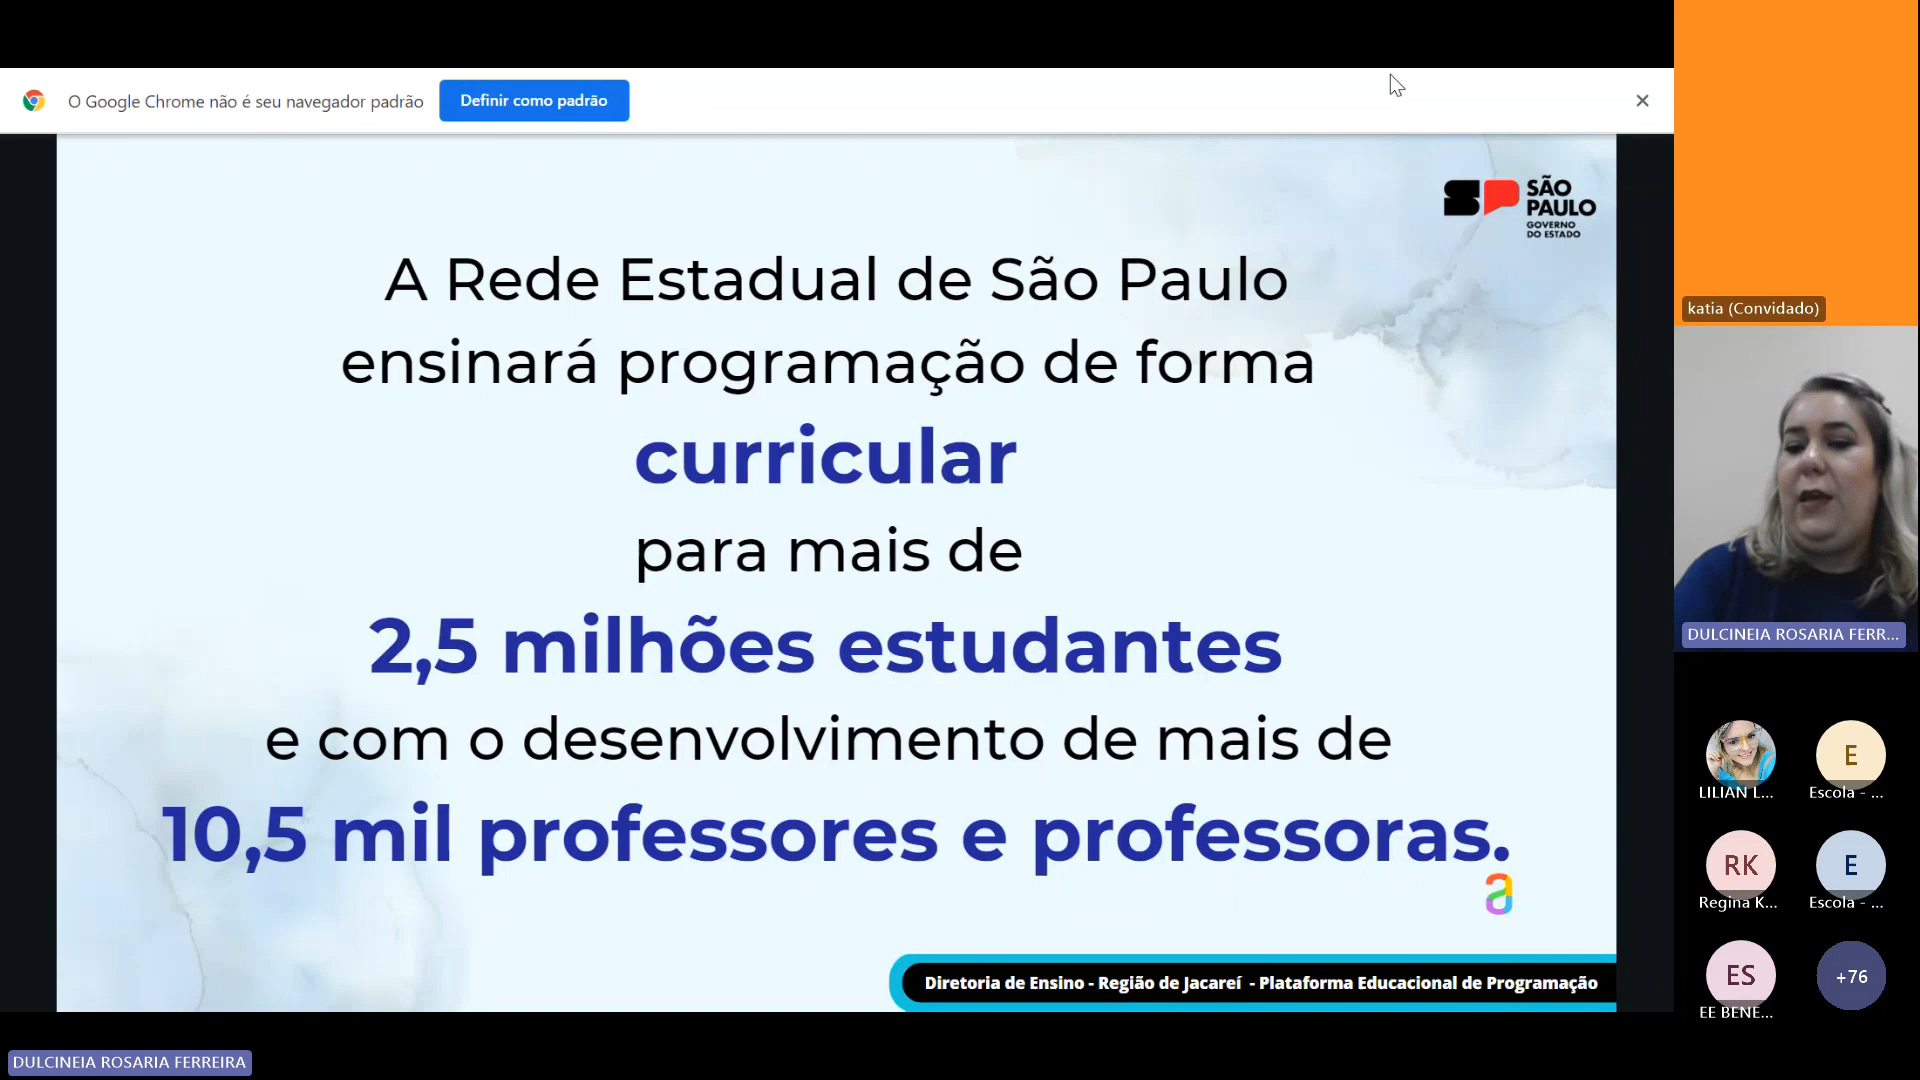 O Google Chrome não é seu navegador padrão
Definir como padrão
SÃO
PAULO
GOVERNO
DO ESTADO
A Rede Estadual de São Paulo
ensinará programação de forma
curricular
para mais de
2,5 milhões estudantes
e com o desenvolvimento de mais de
10,5 mil professores e professoras.
Diretoria de Ensino - Região de Jacareí - Plataforma Educacional de Programação
DULCINEIA ROSARIA FERREIRA
katia (Convidado)
DULCINEIA ROSARIA FERR...
LILIAN L...
E
Escola - ...
RK
Regina K...
E
Escola - ...
ES
EE BENE...
+76